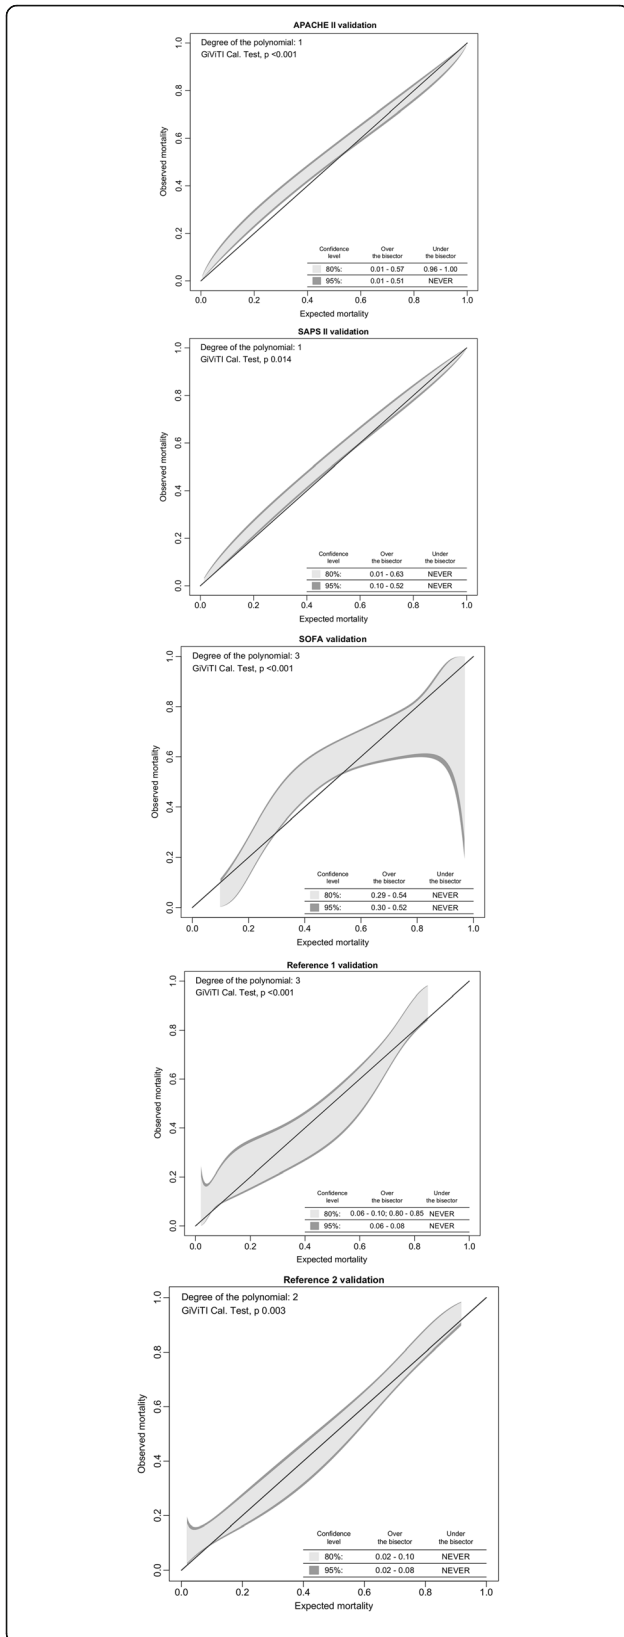 APACHE II validation
Degree of the polynomial: 1
GiViTI Cal. Test, p <0.001
1.0
0.8
0.6
0.4
0.2
0.0
Observed mortality
Confidence level Over the bisector Under the bisector
80%: 0.01 - 0.57 0.96 - 1.00
95%: 0.01 - 0.51 NEVER
0.0 0.2 0.4 0.6 0.8 1.0
Expected mortality
SAPS II validation
Degree of the polynomial: 1
GiViTI Cal. Test, p 0.014
1.0
0.8
0.6
0.4
0.2
0.0
Observed mortality
Confidence level Over the bisector Under the bisector
80%: 0.01 - 0.63 NEVER
95%: 0.10 - 0.52 NEVER
0.0 0.2 0.4 0.6 0.8 1.0
Expected mortality
SOFA validation
Degree of the polynomial: 3
GiViTI Cal. Test, p <0.001
1.0
0.8
0.6
0.4
0.2
0.0
Observed mortality
Confidence level Over the bisector Under the bisector
80%: 0.29 - 0.54 NEVER
95%: 0.30 - 0.52 NEVER
0.0 0.2 0.4 0.6 0.8 1.0
Expected mortality
Reference 1 validation
Degree of the polynomial: 3
GiViTI Cal. Test, p <0.001
1.0
0.8
0.6
0.4
0.2
0.0
Observed mortality
Confidence level Over the bisector Under the bisector
80%: 0.06 - 0.10; 0.80 - 0.85 NEVER
95%: 0.06 - 0.08 NEVER
0.0 0.2 0.4 0.6 0.8 1.0
Expected mortality
Reference 2 validation
Degree of the polynomial: 2
GiViTI Cal. Test, p 0.003
1.0
0.8
0.6
0.4
0.2
0.0
Observed mortality
Confidence level Over the bisector Under the bisector
80%: 0.02 - 0.10 NEVER
95%: 0.02 - 0.08 NEVER
0.0 0.2 0.4 0.6 0.8 1.0
Expected mortality